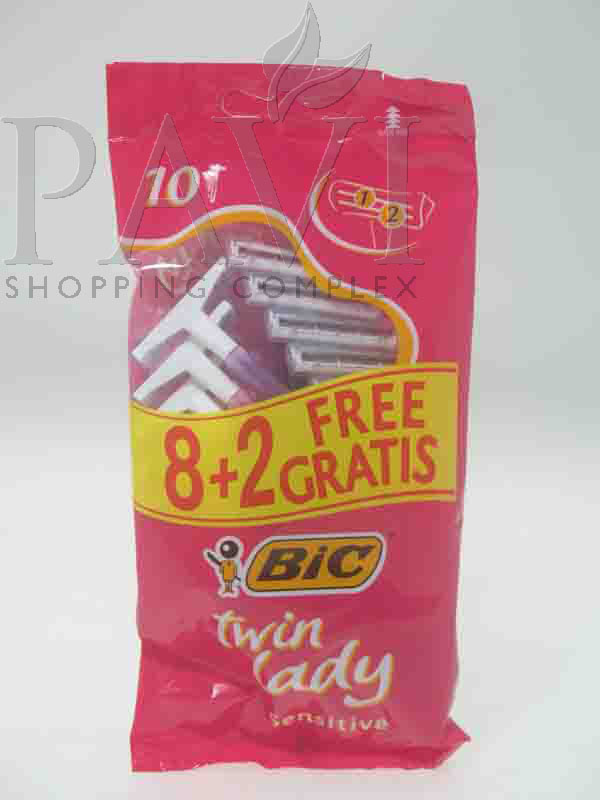 PAVI
SHOPPING COMPLEX
10
1
2
8+2 FREE
GRATIS
BiC
twin
lady
sensitive